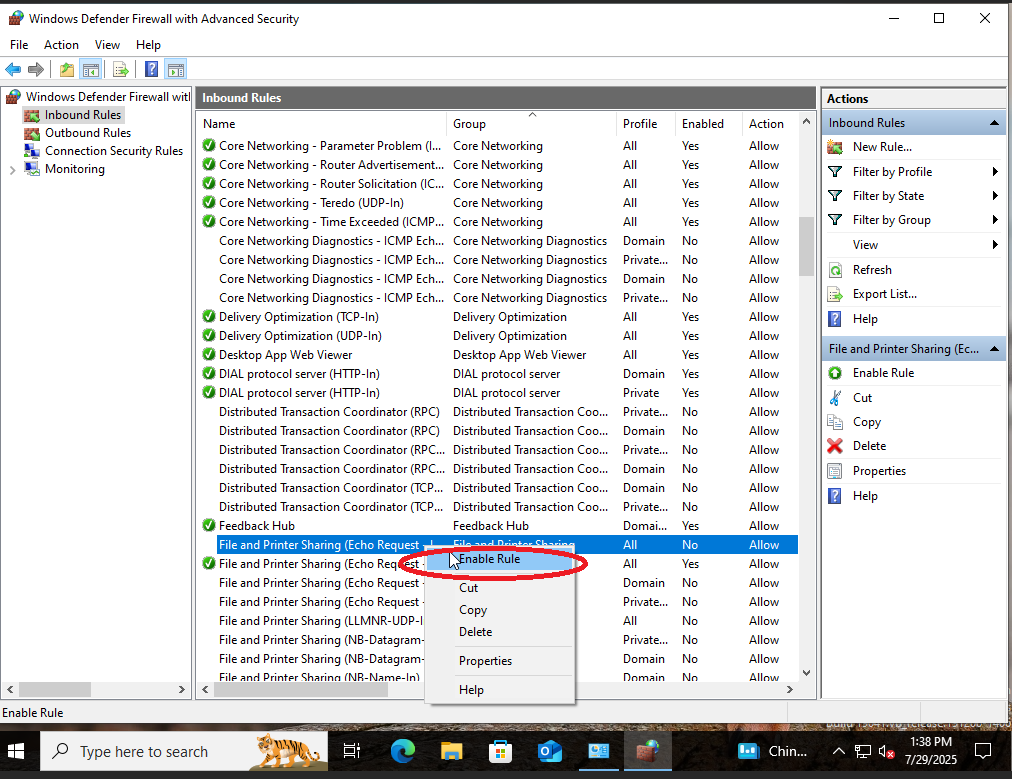 Windows Defender Firewall with Advanced Security
File Action View Help
Windows Defender Firewall wit
Inbound Rules
Outbound Rules
Connection Security Rules
Monitoring
Inbound Rules
Name Group Profile Enabled Action
Core Networking - Parameter Problem (I... Core Networking All Yes Allow
Core Networking - Router Advertisement... Core Networking All Yes Allow
Core Networking - Router Solicitation (IC... Core Networking All Yes Allow
Core Networking - Teredo (UDP-In) Core Networking All Yes Allow
Core Networking - Time Exceeded (ICMP... Core Networking All Yes Allow
Core Networking Diagnostics - ICMP Ech... Core Networking Diagnostics Domain No Allow
Core Networking Diagnostics - ICMP Ech... Core Networking Diagnostics Private... No Allow
Core Networking Diagnostics - ICMP Ech... Core Networking Diagnostics Domain No Allow
Core Networking Diagnostics - ICMP Ech... Core Networking Diagnostics Private... No Allow
Delivery Optimization (TCP-In) Delivery Optimization All Yes Allow
Delivery Optimization (UDP-In) Delivery Optimization All Yes Allow
Desktop App Web Viewer Desktop App Web Viewer All Yes Allow
DIAL protocol server (HTTP-In) DIAL protocol server Domain Yes Allow
DIAL protocol server (HTTP-In) DIAL protocol server Private Yes Allow
Distributed Transaction Coordinator (RPC) Distributed Transaction Coo... Private... No Allow
Distributed Transaction Coordinator (RPC) Distributed Transaction Coo... Domain No Allow
Distributed Transaction Coordinator (RPC... Distributed Transaction Coo... Private... No Allow
Distributed Transaction Coordinator (RPC... Distributed Transaction Coo... Domain No Allow
Distributed Transaction Coordinator (TCP... Distributed Transaction Coo... Private... No Allow
Distributed Transaction Coordinator (TCP... Distributed Transaction Coo... Domain No Allow
Feedback Hub Feedback Hub Domai... Yes Allow
File and Printer Sharing (Echo Request - I File and Printer Sharing All No Allow
File and Printer Sharing (Echo Request All Yes Allow
File and Printer Sharing (Echo Request - Domain No Allow
File and Printer Sharing (Echo Request - Private... No Allow
File and Printer Sharing (LLMNR-UDP-I All No Allow
File and Printer Sharing (NB-Datagram- Private... No Allow
File and Printer Sharing (NB-Datagram- Domain No Allow
File and Printer Sharing (NB-Name-In) Domain No Allow
Enable Rule
Cut
Copy
Delete
Properties
Help
Actions
Inbound Rules
New Rule...
Filter by Profile
Filter by State
Filter by Group
View
Refresh
Export List...
Help
File and Printer Sharing (Ec...
Enable Rule
Cut
Copy
Delete
Properties
Help
Enable Rule
Type here to search
Chin...
1:38 PM
7/29/2025